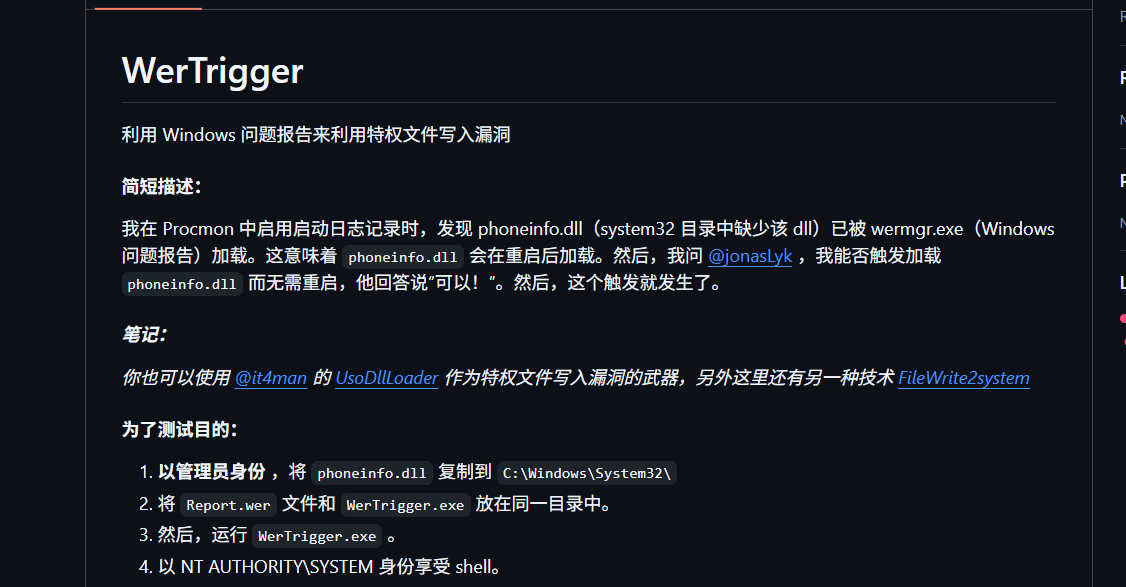 WerTrigger
利用 Windows 问题报告来利用特权文件写入漏洞
简短描述：
我在 Procmon 中启用启动日志记录时，发现 phoneinfo.dll（system32 目录中缺少该 dll）已被 wermgr.exe（Windows
问题报告）加载。这意味着 phoneinfo.dll 会在重启后加载。然后，我问 @jonasLyk ，我能否触发加载
phoneinfo.dll 而无需重启，他回答说“可以！”。然后，这个触发就发生了。
笔记：
你也可以使用 @it4man 的 UsoDllLoader 作为特权文件写入漏洞的武器，另外这里还有另一种技术 FileWrite2system
为了测试目的：
1. 以管理员身份 ，将 phoneinfo.dll 复制到 C:\Windows\System32\
2. 将 Report.wer 文件和 WerTrigger.exe 放在同一目录中。
3. 然后，运行 WerTrigger.exe 。
4. 以 NT AUTHORITY\SYSTEM 身份享受 shell。